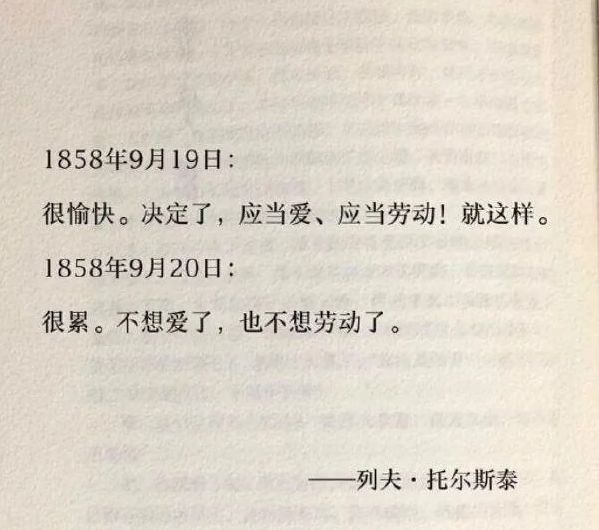 1858年9月19日：
很愉快。决定了，应当爱、应当劳动！就这样。
1858年9月20日：
很累。不想爱了，也不想劳动了。
——列夫·托尔斯泰